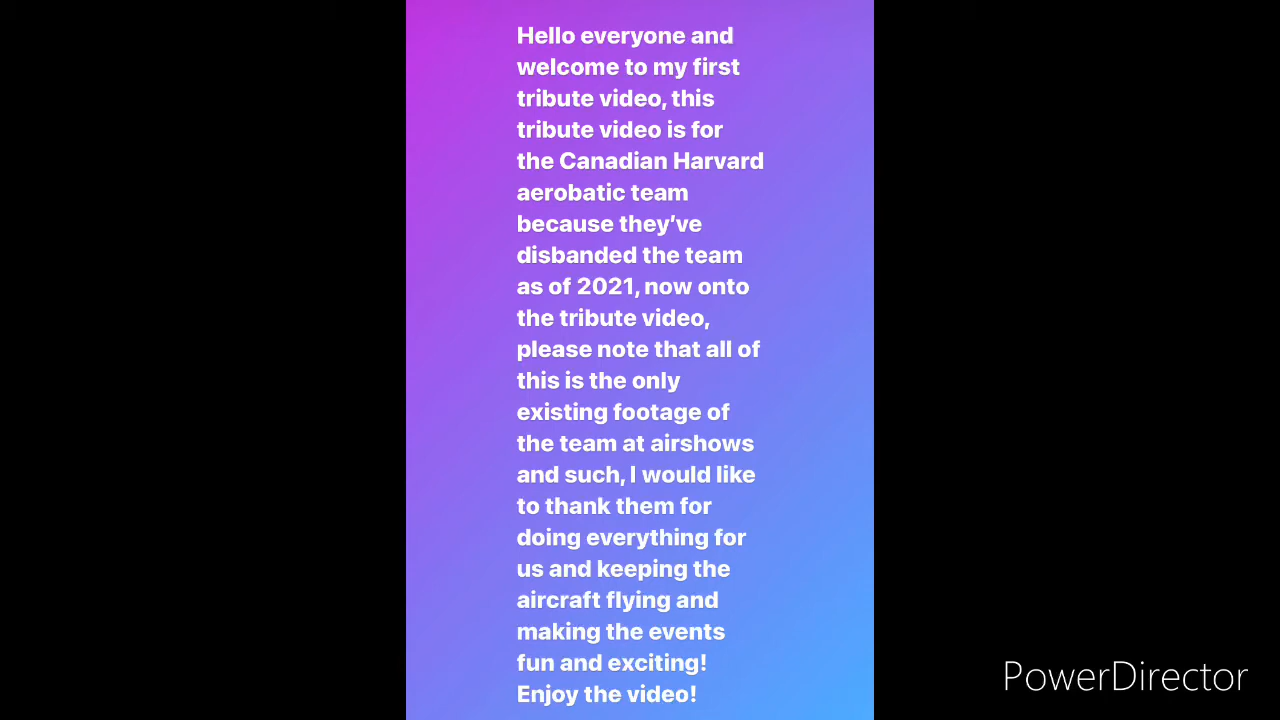 Hello everyone and
welcome to my first
tribute video, this
tribute video is for
the Canadian Harvard
aerobatic team
because they've
disbanded the team
as of 2021, now onto
the tribute video,
please note that all of
this is the only
existing footage of
the team at airshows
and such, I would like
to thank them for
doing everything for
us and keeping the
aircraft flying and
making the events
fun and exciting!
Enjoy the video!
PowerDirector